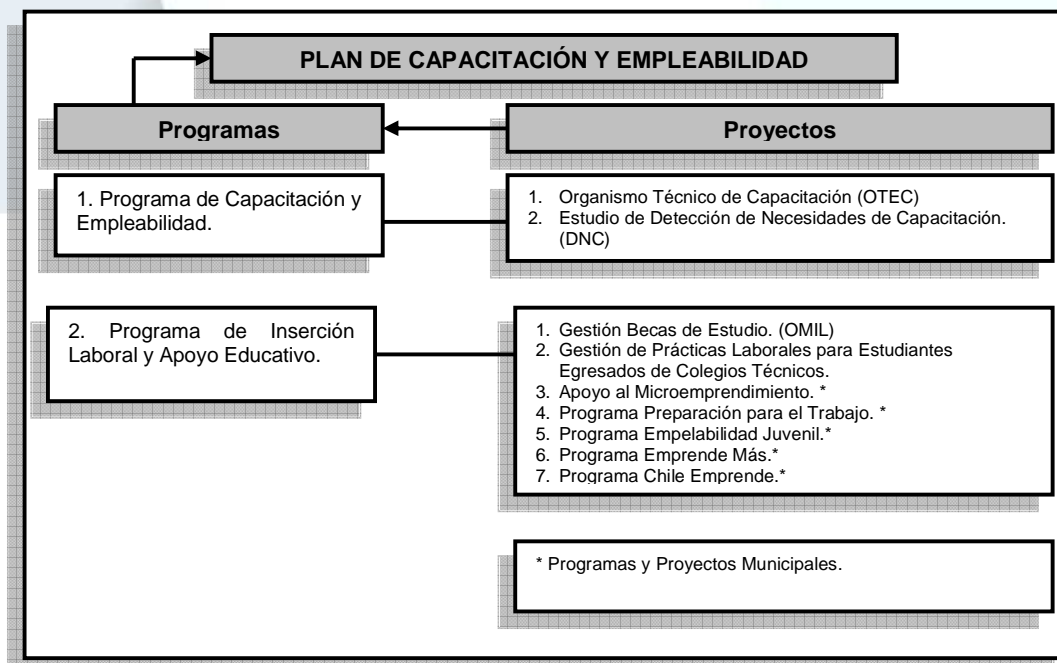 PLAN DE CAPACITACIÓN Y EMPLEABILIDAD
Programas
Proyectos
1. Programa de Capacitación y
Empleabilidad.
1. Organismo Técnico de Capacitación (OTEC)
2. Estudio de Detección de Necesidades de Capacitación.
(DNC)
2. Programa de Inserción
Laboral y Apoyo Educativo.
1. Gestión Becas de Estudio. (OMIL)
2. Gestión de Prácticas Laborales para Estudiantes
Egresados de Colegios Técnicos.
3. Apoyo al Microemprendimiento. *
4. Programa Preparación para el Trabajo. *
5. Programa Empelabilidad Juvenil.*
6. Programa Emprende Más.*
7. Programa Chile Emprende.*
* Programas y Proyectos Municipales.